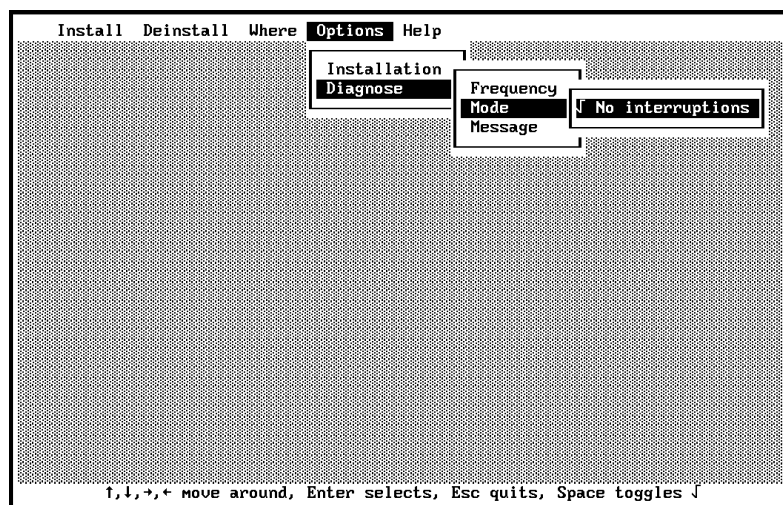 Install Deinstall Where Options Help
Installation
Diagnose
Frequency
Mode
Message
√ No interruptions
↑,↓,→,← Move around, Enter selects, Esc quits, Space toggles √